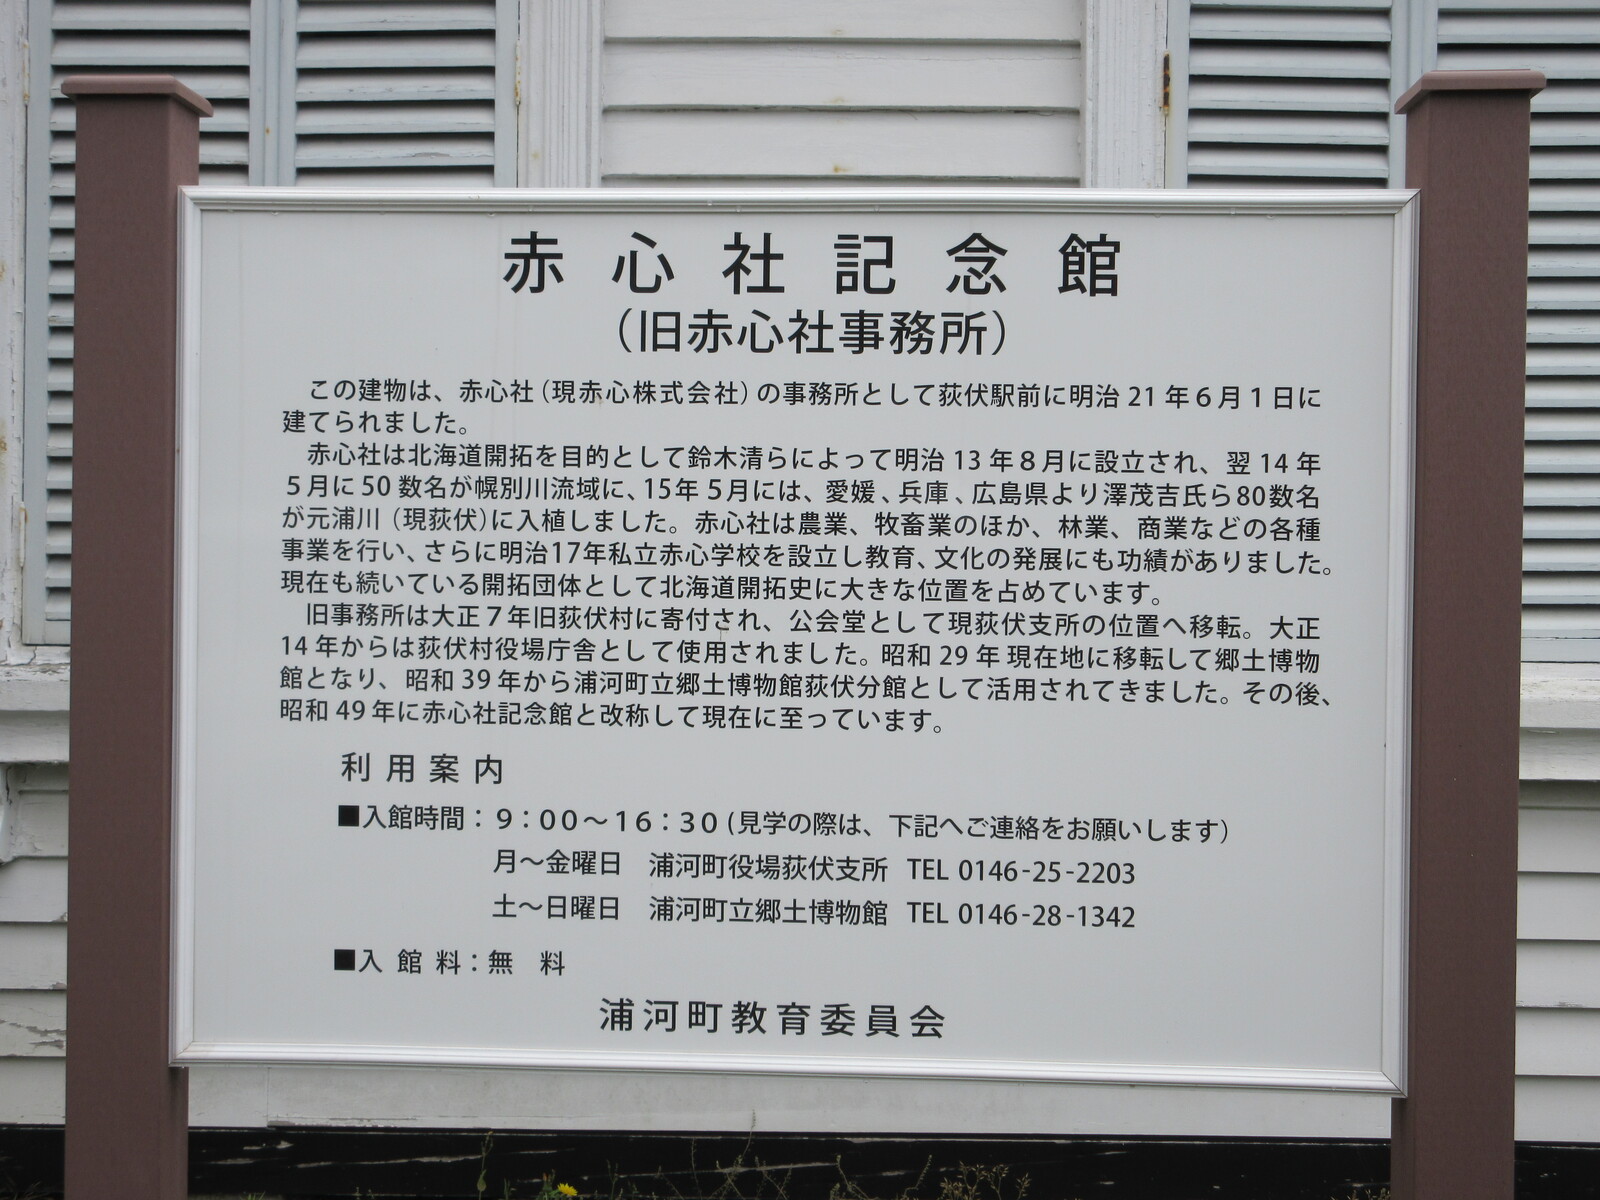 赤心社記念館
（旧赤心社事務所）
この建物は、赤心社（現赤心株式会社）の事務所として荻伏駅前に明治21年6月1日に
建てられました。
赤心社は北海道開拓を目的として鈴木清らによって明治13年8月に設立され、翌14年
5月に50数名が幌別川流域に、15年5月には、愛媛、兵庫、広島県より澤茂吉氏ら80数名
が元浦川（現荻伏）に入植しました。赤心社は農業、牧畜業のほか、林業、商業などの各種
事業を行い、さらに明治17年私立赤心学校を設立し教育、文化の発展にも功績がありました。
現在も続いている開拓団体として北海道開拓史に大きな位置を占めています。
旧事務所は大正7年旧荻伏村に寄付され、公会堂として現荻伏支所の位置へ移転。大正
14年からは荻伏村役場庁舎として使用されました。昭和29年現在地に移転して郷土博物
館となり、昭和39年から浦河町立郷土博物館荻伏分館として活用されてきました。その後、
昭和49年に赤心社記念館と改称して現在に至っています。
利用案内
■入館時間：9：00～16：30（見学の際は、下記へご連絡をお願いします）
月～金曜日　浦河町役場荻伏支所　TEL 0146-25-2203
土～日曜日　浦河町立郷土博物館　TEL 0146-28-1342
■入館料：無料
浦河町教育委員会